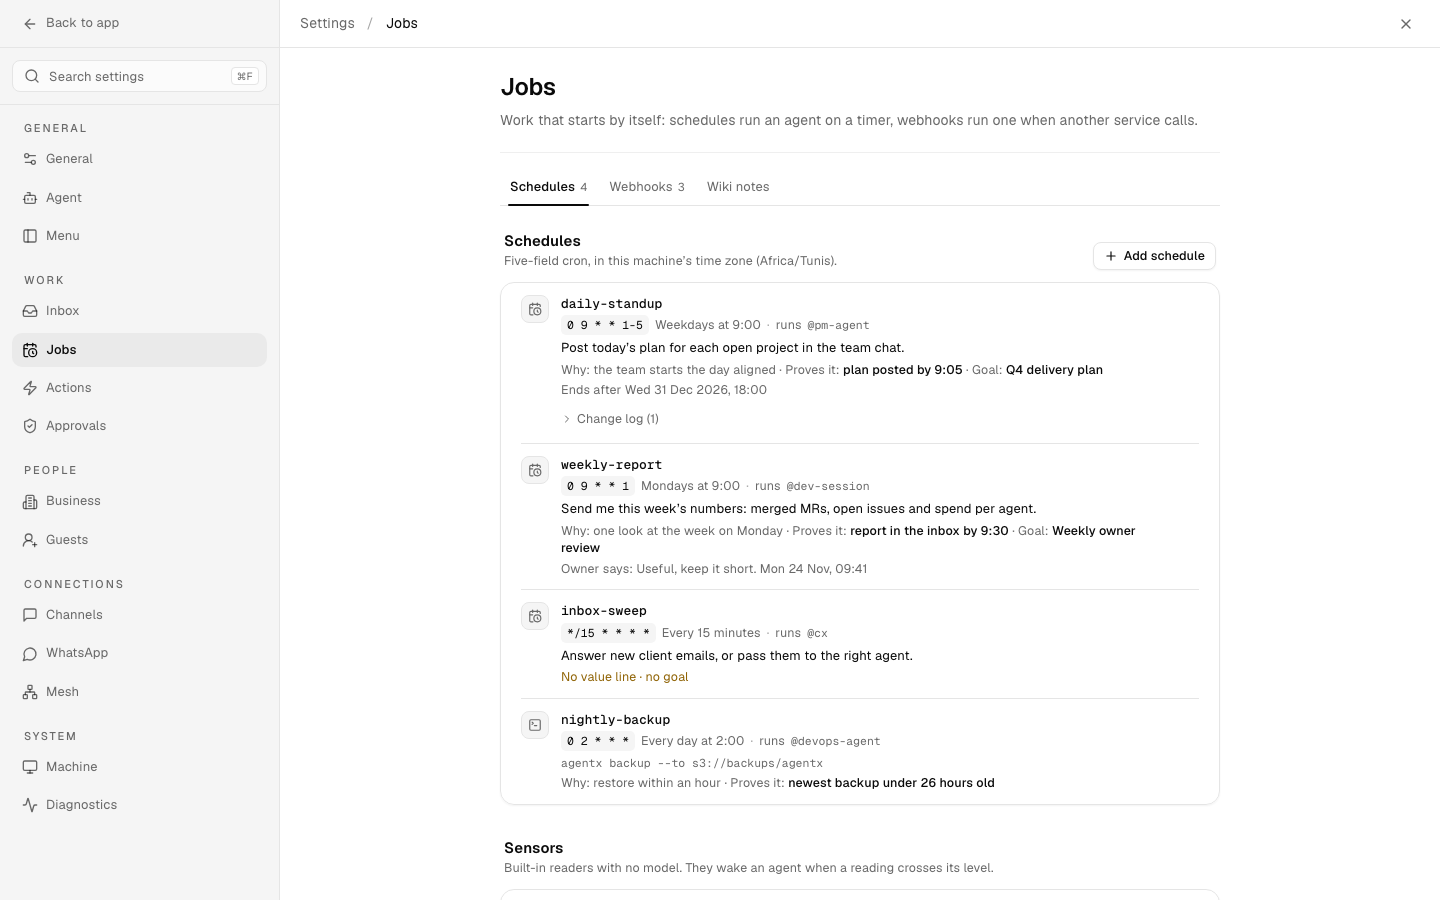 Back to app
Settings / Jobs
Search settings
⌘F
GENERAL
General
Agent
Menu
WORK
Inbox
Jobs
Actions
Approvals
PEOPLE
Business
Guests
CONNECTIONS
Channels
WhatsApp
Mesh
SYSTEM
Machine
Diagnostics
Jobs
Work that starts by itself: schedules run an agent on a timer, webhooks run one when another service calls.
Schedules 4 Webhooks 3 Wiki notes
Schedules
Five-field cron, in this machine's time zone (Africa/Tunis).
Add schedule
daily-standup
0 9 * * 1-5 Weekdays at 9:00 · runs @pm-agent
Post today's plan for each open project in the team chat.
Why: the team starts the day aligned · Proves it: plan posted by 9:05 · Goal: Q4 delivery plan
Ends after Wed 31 Dec 2026, 18:00
Change log (1)
weekly-report
0 9 * * 1 Mondays at 9:00 · runs @dev-session
Send me this week's numbers: merged MRs, open issues and spend per agent.
Why: one look at the week on Monday · Proves it: report in the inbox by 9:30 · Goal: Weekly owner
review
Owner says: Useful, keep it short. Mon 24 Nov, 09:41
inbox-sweep
*/15 * * * * Every 15 minutes · runs @cx
Answer new client emails, or pass them to the right agent.
No value line · no goal
nightly-backup
0 2 * * * Every day at 2:00 · runs @devops-agent
agentx backup --to s3://backups/agentx
Why: restore within an hour · Proves it: newest backup under 26 hours old
Sensors
Built-in readers with no model. They wake an agent when a reading crosses its level.